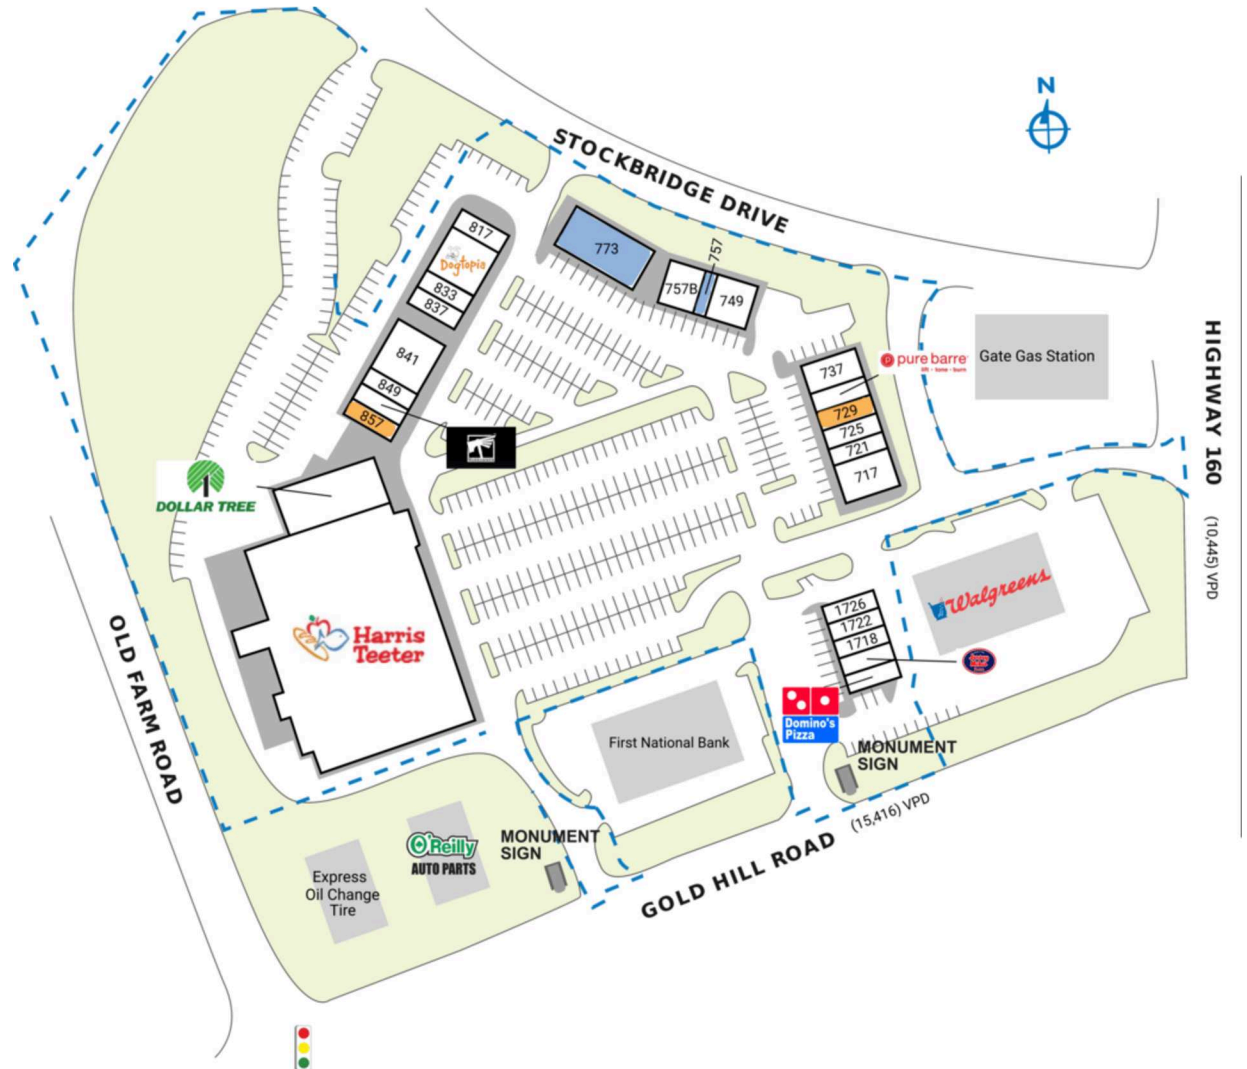 N
STOCKBRIDGE DRIVE
817
Dogtopia
833
837
773
757
757B
749
841
849
857
737
pure barre
lift • tone • burn
729
725
721
717
Gate Gas Station
HIGHWAY 160
(10,445) VPD
DOLLAR TREE
Harris
Teeter
OLD FARM ROAD
Walgreens
1726
1722
1718
Domino's
Pizza
First National Bank
MONUMENT
SIGN
(15,416) VPD
GOLD HILL ROAD
O'Reilly
AUTO PARTS
MONUMENT
SIGN
Express
Oil Change
Tire